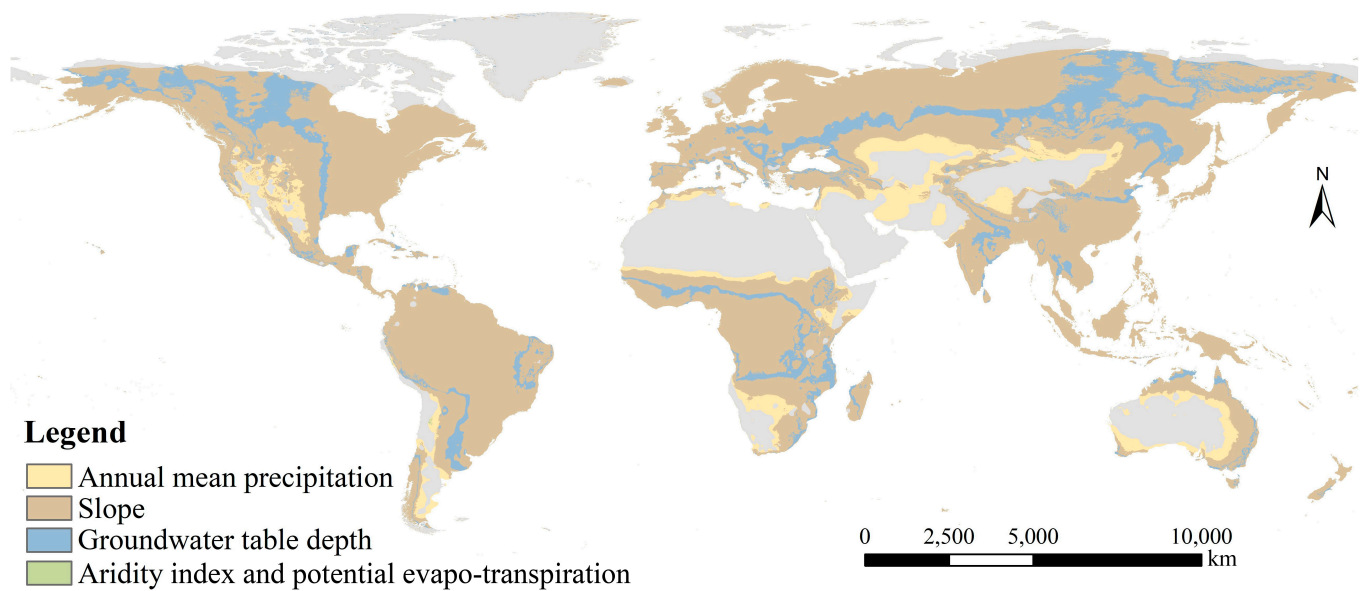 N
Legend
Annual mean precipitation
Slope
Groundwater table depth
Aridity index and potential evapo-transpiration
0 2,500 5,000 10,000
km